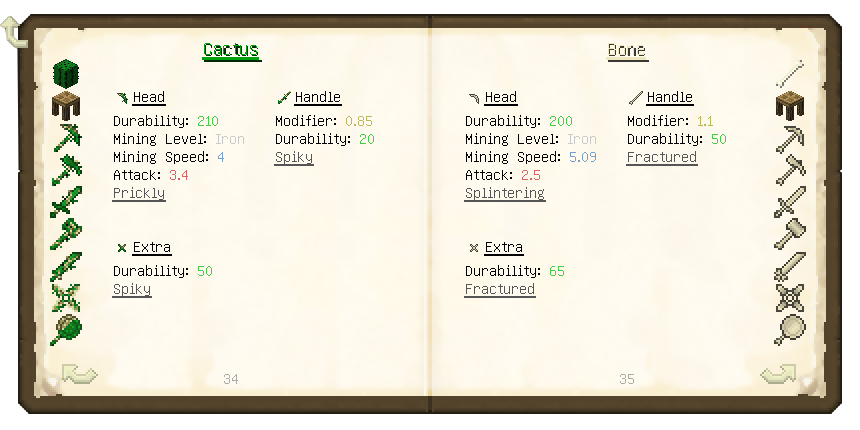 Cactus
Head
Durability: 210
Mining Level: Iron
Mining Speed: 4
Attack: 3.4
Prickly
Handle
Modifier: 0.85
Durability: 20
Spiky
Extra
Durability: 50
Spiky
34
Bone
Head
Durability: 200
Mining Level: Iron
Mining Speed: 5.09
Attack: 2.5
Splintering
Handle
Modifier: 1.1
Durability: 50
Fractured
Extra
Durability: 65
Fractured
35